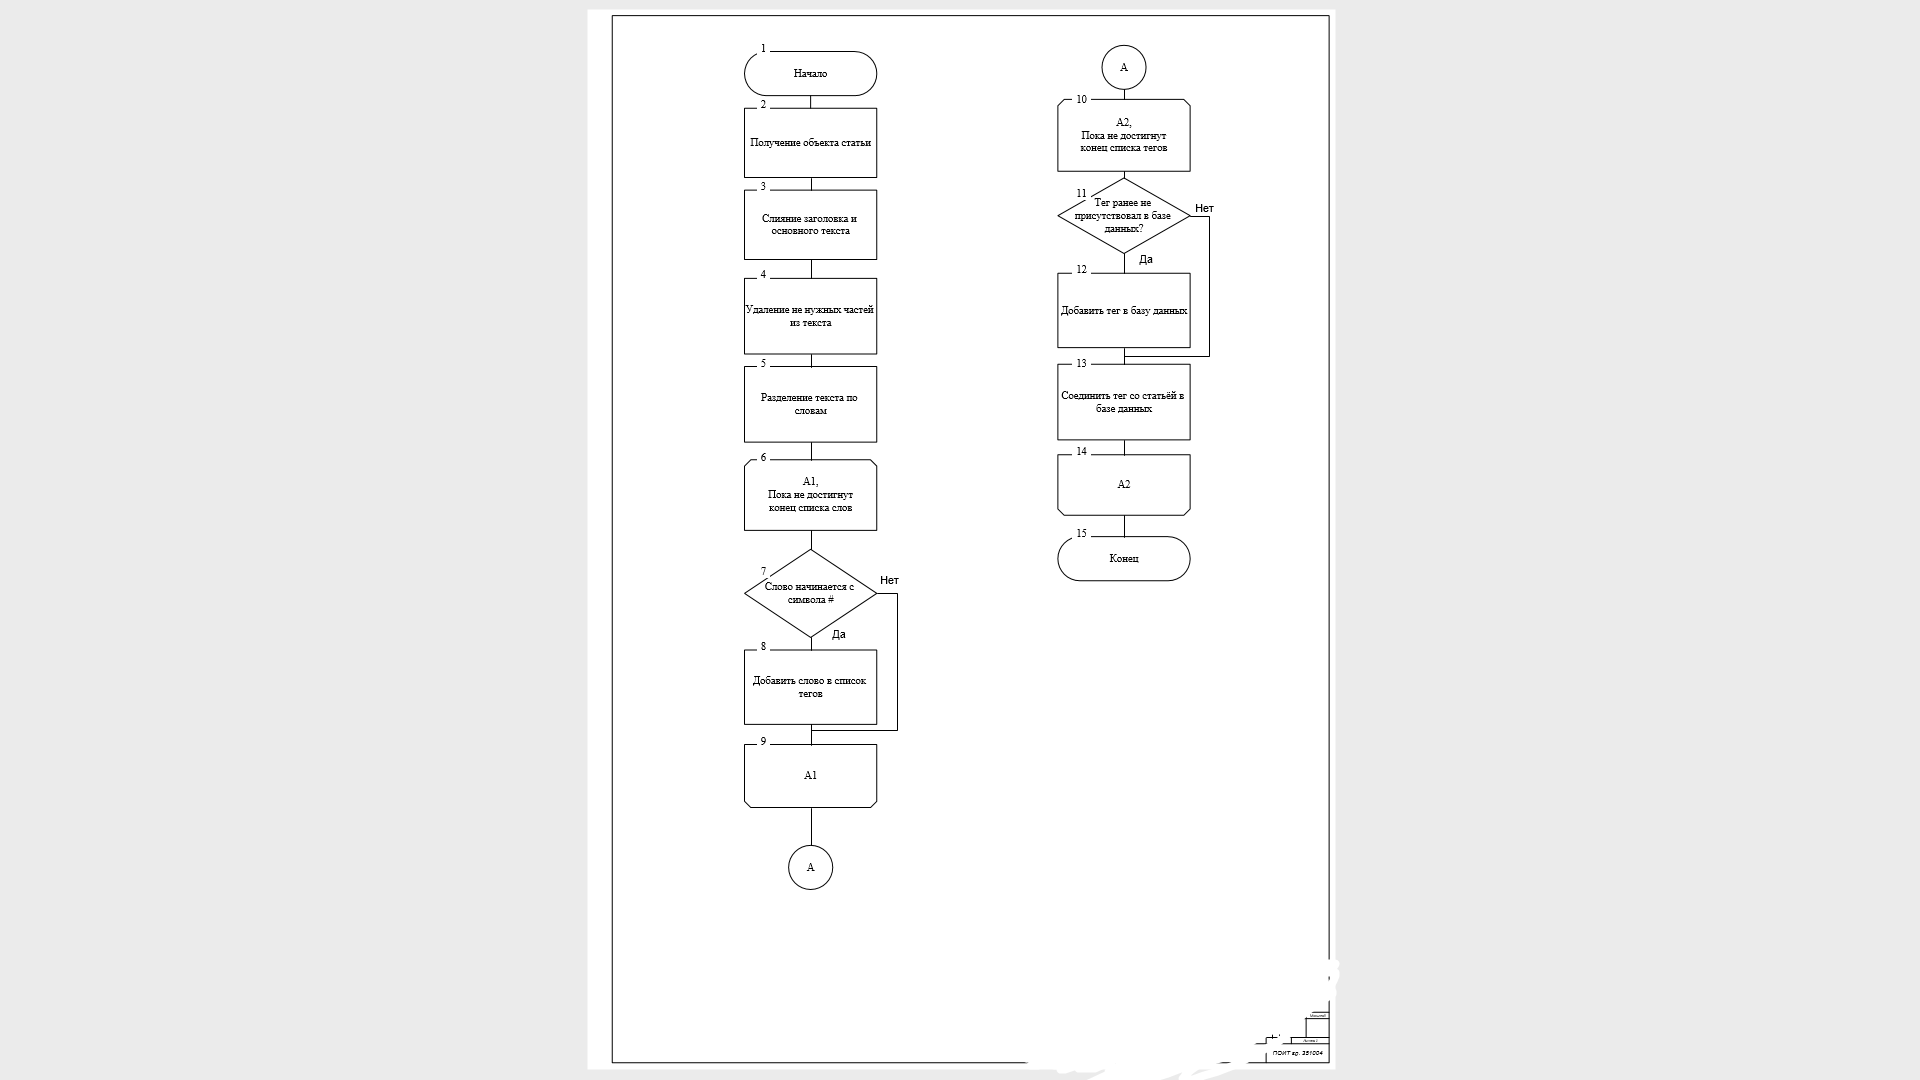 1
Начало
2
Получение объекта статьи
3
Слияние заголовка и
основного текста
4
Удаление не нужных частей
из текста
5
Разделение текста по
словам
6
А1,
Пока не достигнут
конец списка слов
7
Слово начинается с
символа #
Нет
Да
8
Добавить слово в список
тегов
9
А1
А
А
10
А2,
Пока не достигнут
конец списка тегов
11
Тег ранее не
присутствовал в базе
данных?
Нет
Да
12
Добавить тег в базу данных
13
Соединить тег со статьёй в
базе данных
14
А2
15
Конец
ПОИТ гр. 351004